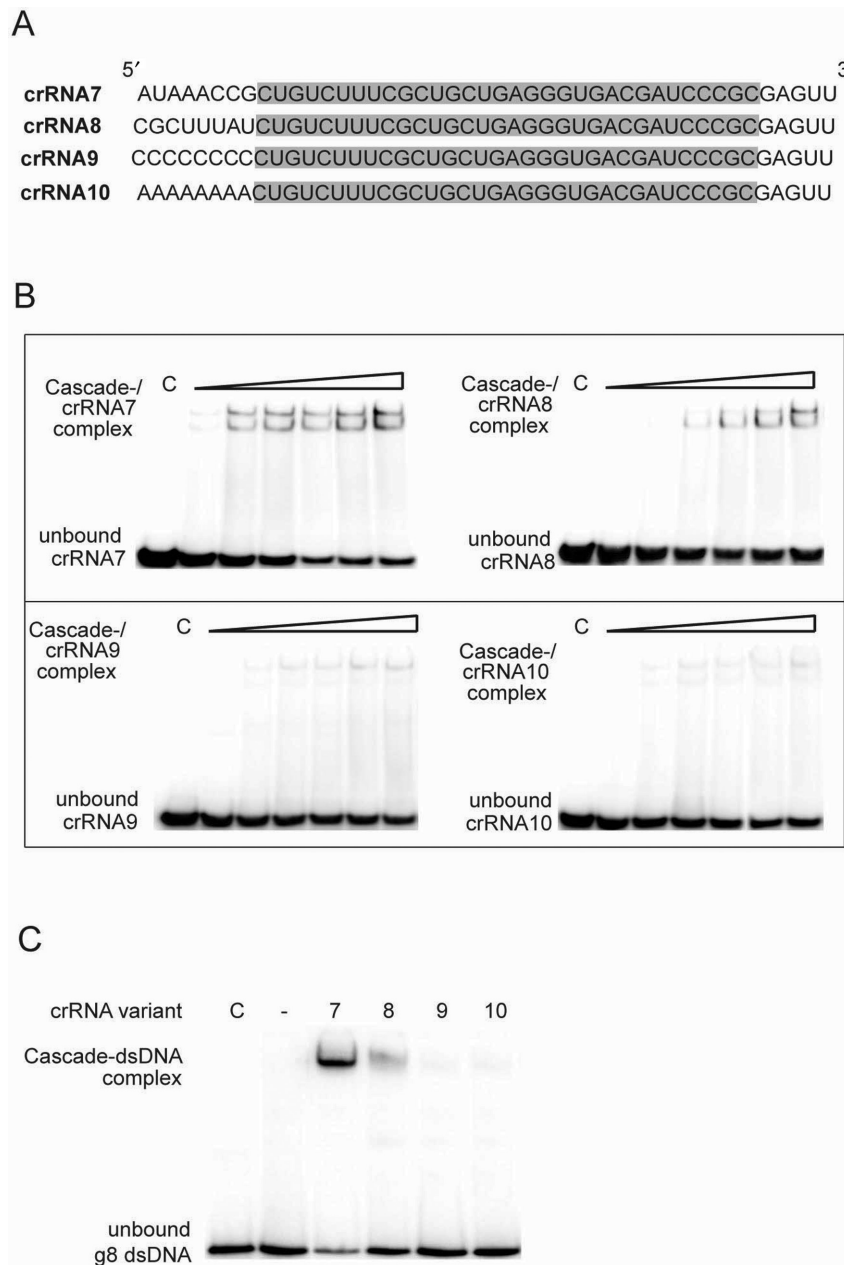 A
5′ 3
crRNA7 AUAAACCGCUGUCUUUCGCUGCUGAGGGUGACGAUCCCGCGAGUU
crRNA8 CGCUUUAUCUGUCUUUCGCUGCUGAGGGUGACGAUCCCGCGAGUU
crRNA9 CCCCCCCCCUGUCUUUCGCUGCUGAGGGUGACGAUCCCGCGAGUU
crRNA10 AAAAAAAACUGUCUUUCGCUGCUGAGGGUGACGAUCCCGCGAGUU
B
C
Cascade-/
crRNA7
complex
unbound
crRNA7
C
Cascade-/
crRNA8
complex
unbound
crRNA8
C
Cascade-/
crRNA9
complex
unbound
crRNA9
C
Cascade-/
crRNA10
complex
unbound
crRNA10
C
crRNA variant C - 7 8 9 10
Cascade-dsDNA
complex
unbound
g8 dsDNA